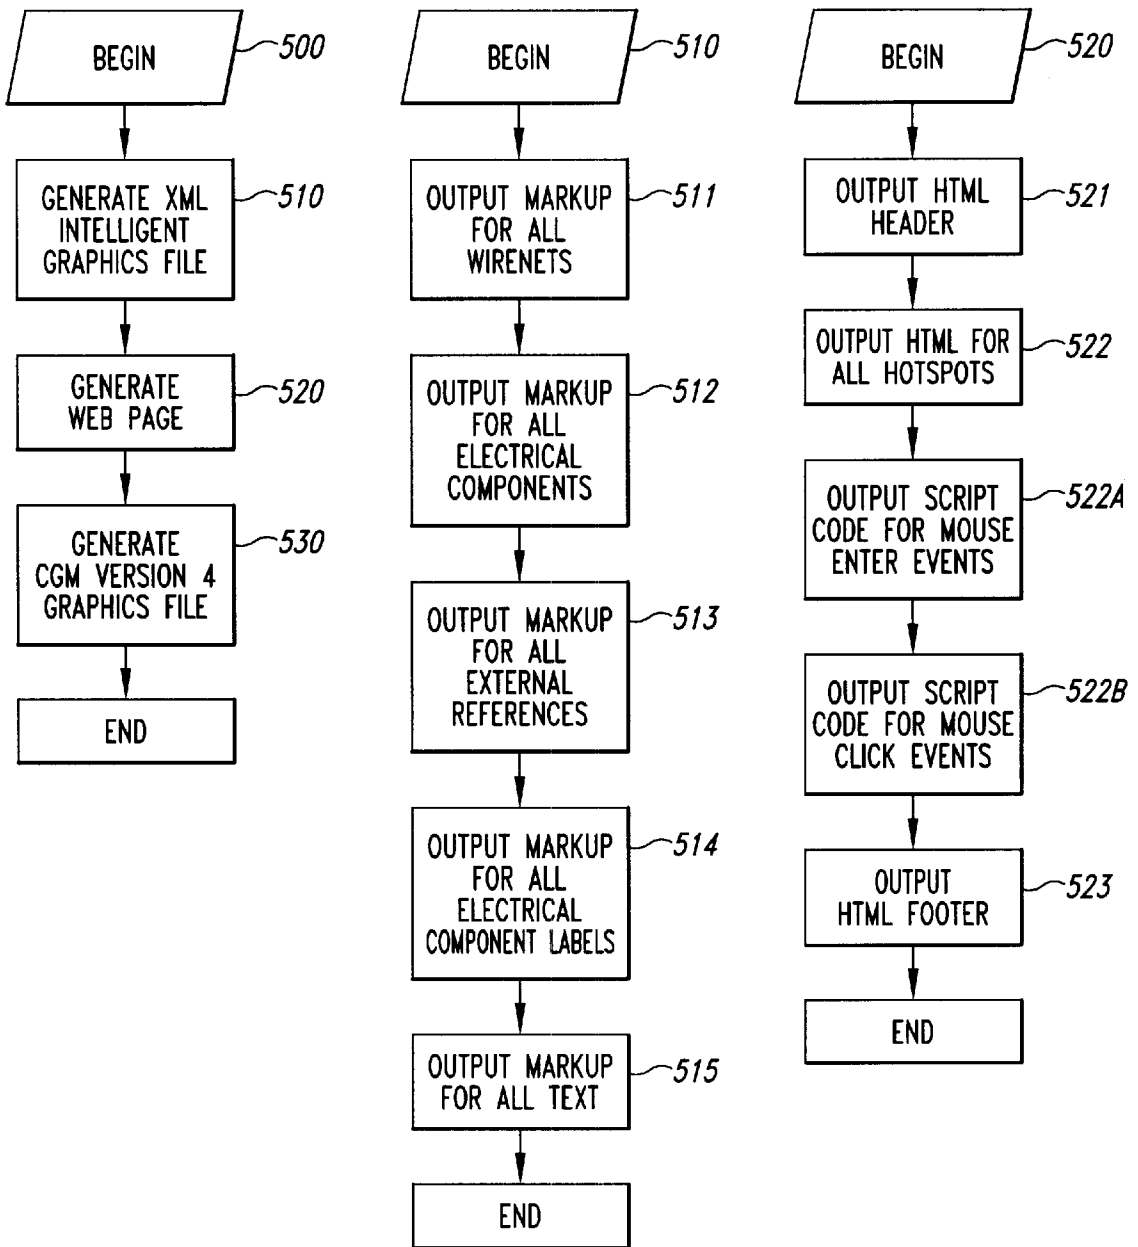 BEGIN
500
GENERATE XML
INTELLIGENT
GRAPHICS FILE
510
GENERATE
WEB PAGE
520
GENERATE
CGM VERSION 4
GRAPHICS FILE
530
END
BEGIN
510
OUTPUT MARKUP
FOR ALL
WIRENETS
511
OUTPUT MARKUP
FOR ALL
ELECTRICAL
COMPONENTS
512
OUTPUT MARKUP
FOR ALL
EXTERNAL
REFERENCES
513
OUTPUT MARKUP
FOR ALL
ELECTRICAL
COMPONENT LABELS
514
OUTPUT MARKUP
FOR ALL TEXT
515
END
BEGIN
520
OUTPUT HTML
HEADER
521
OUTPUT HTML FOR
ALL HOTSPOTS
522
OUTPUT SCRIPT
CODE FOR MOUSE
ENTER EVENTS
522A
OUTPUT SCRIPT
CODE FOR MOUSE
CLICK EVENTS
522B
OUTPUT
HTML FOOTER
523
END